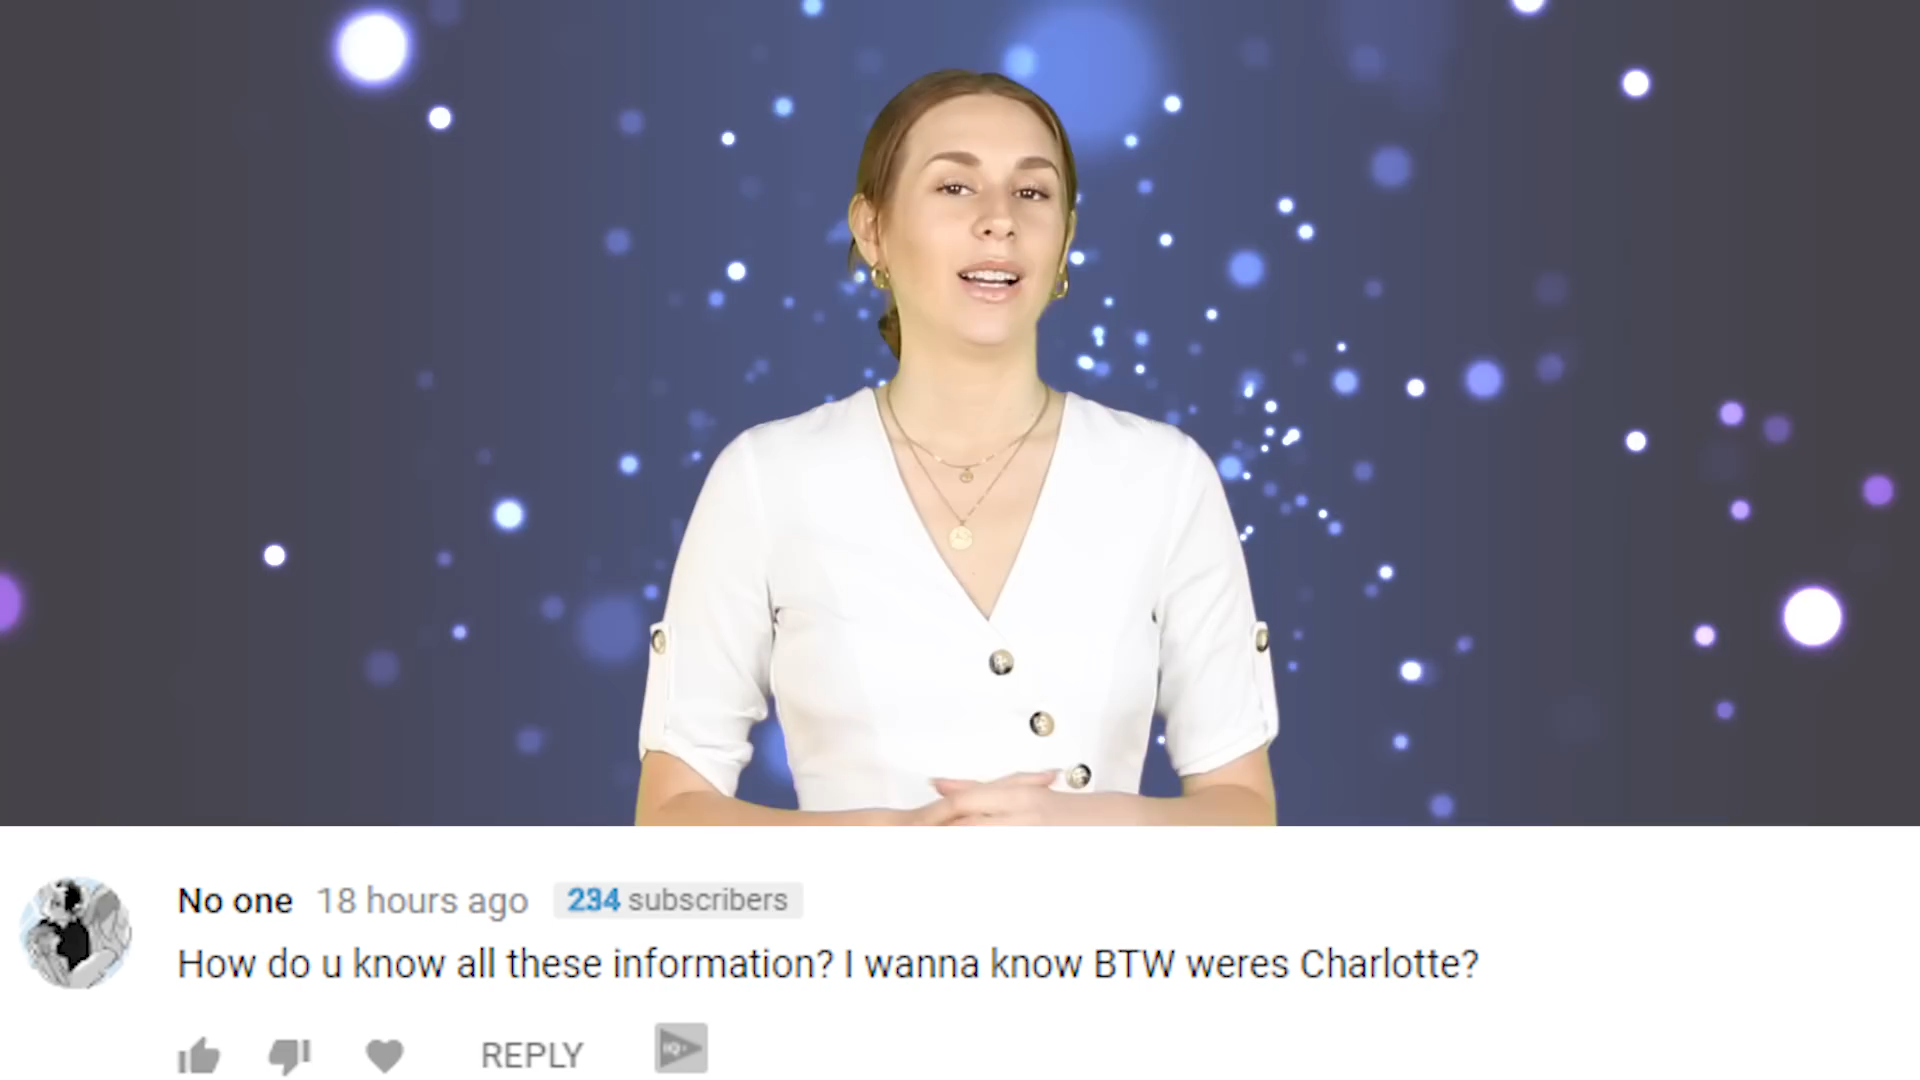 No one 18 hours ago 234 subscribers
How do u know all these information? I wanna know BTW weres Charlotte?
REPLY